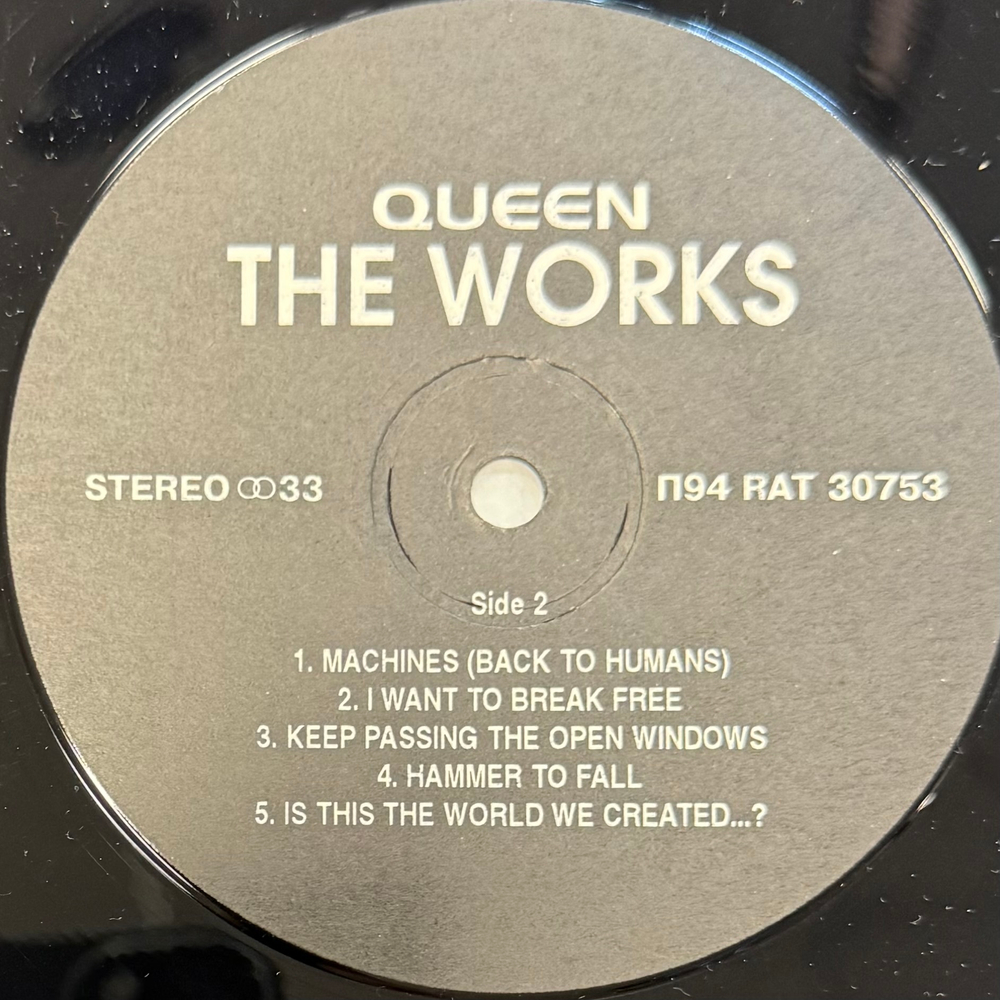 QUEEN
THE WORKS
STEREO ○○ 33
П94 RAT 30753
Side 2
1. MACHINES (BACK TO HUMANS)
2. I WANT TO BREAK FREE
3. KEEP PASSING THE OPEN WINDOWS
4. HAMMER TO FALL
5. IS THIS THE WORLD WE CREATED...?